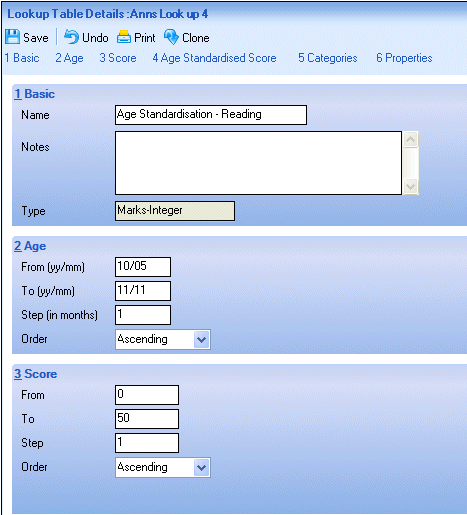 Lookup Table Details :Anns Look up 4
Save Undo Print Clone
1 Basic 2 Age 3 Score 4 Age Standardised Score 5 Categories 6 Properties
1 Basic
Name Age Standardisation - Reading
Notes
Type Marks-Integer
2 Age
From (yy/mm) 10/05
To (yy/mm) 11/11
Step (in months) 1
Order Ascending
3 Score
From 0
To 50
Step 1
Order Ascending